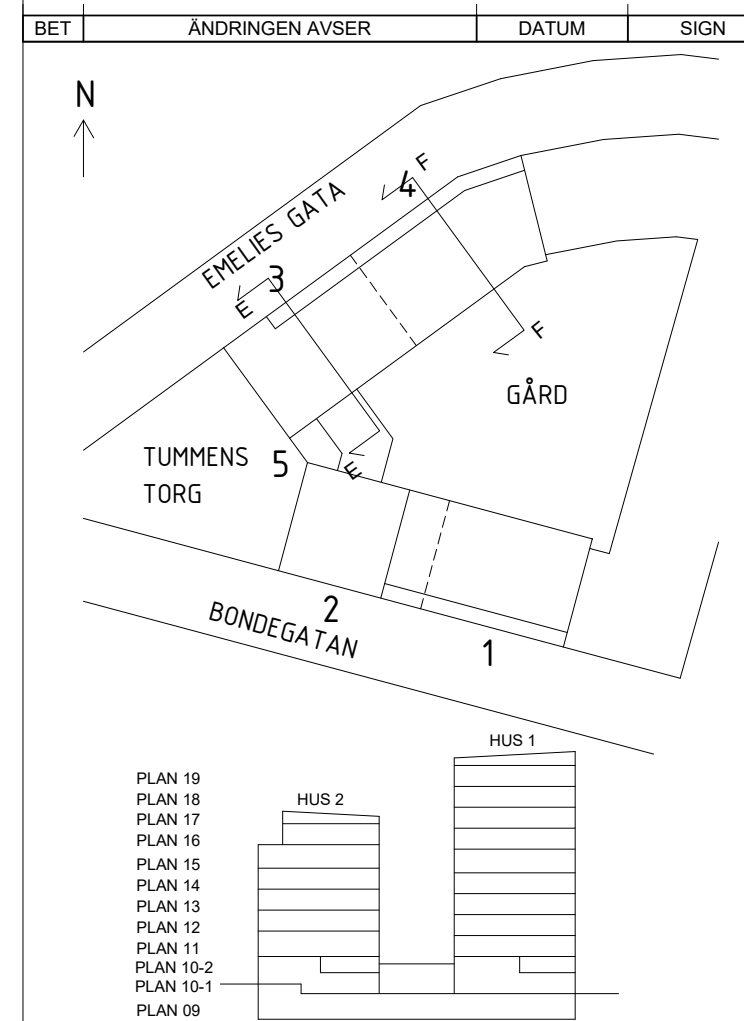 BET ÄNDRINGEN AVSER DATUM SIGN
N
F
4
EMELIES GATA
3
E
F
GÅRD
TUMMENS
TORG
5
E
2
BONDEGATAN
1
HUS 1
PLAN 19
PLAN 18
HUS 2
PLAN 17
PLAN 16
PLAN 15
PLAN 14
PLAN 13
PLAN 12
PLAN 11
PLAN 10-2
PLAN 10-1
PLAN 09